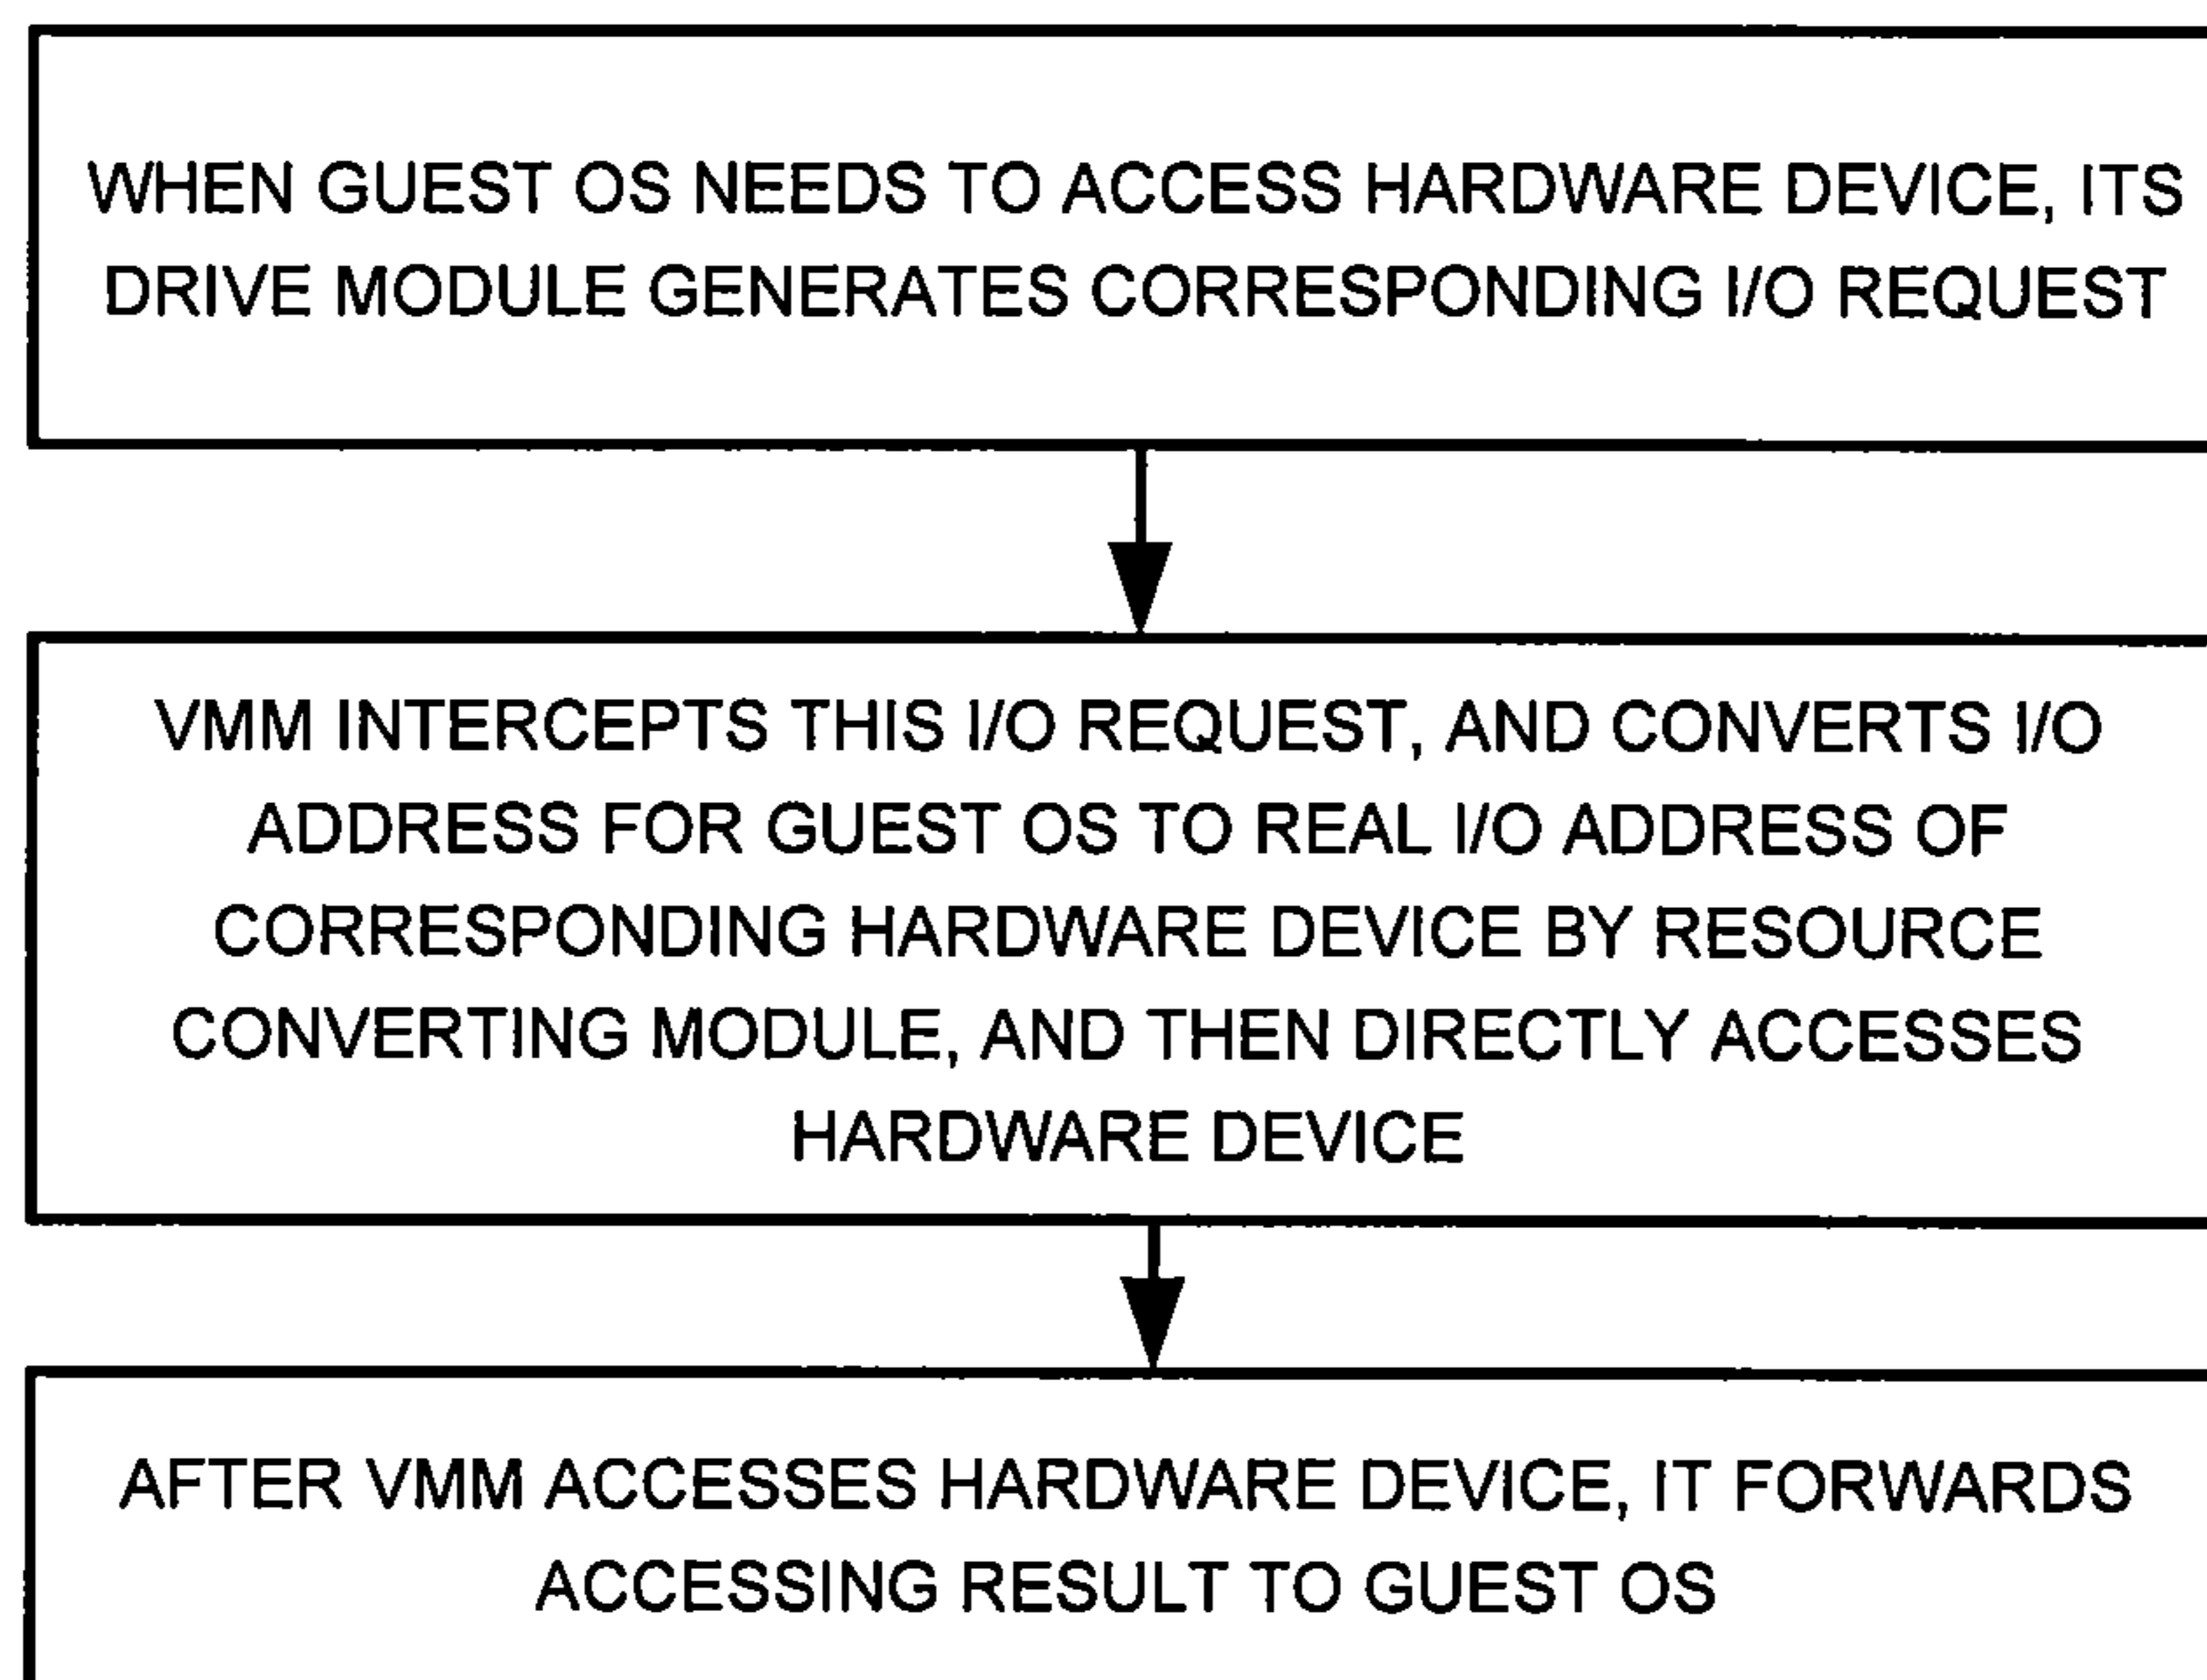 WHEN GUEST OS NEEDS TO ACCESS HARDWARE DEVICE, ITS
DRIVE MODULE GENERATES CORRESPONDING I/O REQUEST
VMM INTERCEPTS THIS I/O REQUEST, AND CONVERTS I/O
ADDRESS FOR GUEST OS TO REAL I/O ADDRESS OF
CORRESPONDING HARDWARE DEVICE BY RESOURCE
CONVERTING MODULE, AND THEN DIRECTLY ACCESSES
HARDWARE DEVICE
AFTER VMM ACCESSES HARDWARE DEVICE, IT FORWARDS
ACCESSING RESULT TO GUEST OS